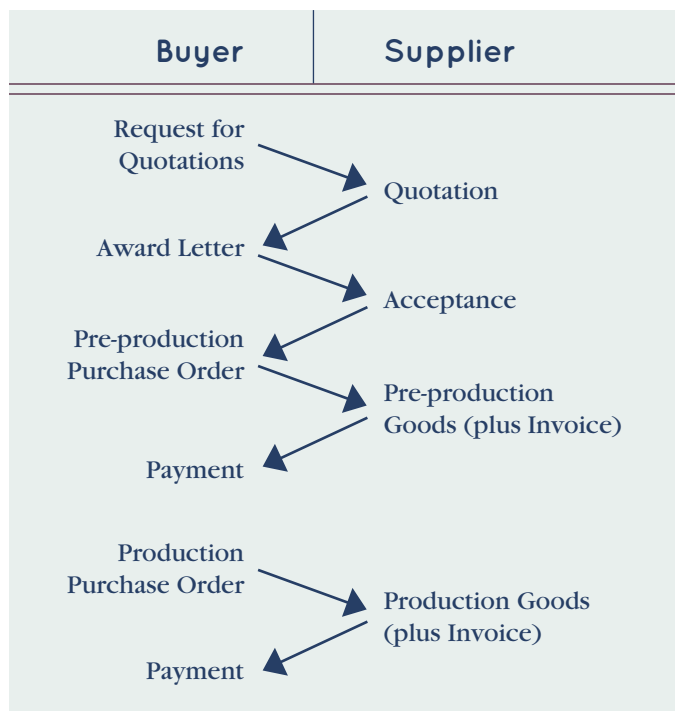 Buyer
Supplier
Request for
Quotations
Quotation
Award Letter
Acceptance
Pre-production
Purchase Order
Pre-production
Goods (plus Invoice)
Payment
Production
Purchase Order
Production Goods
(plus Invoice)
Payment